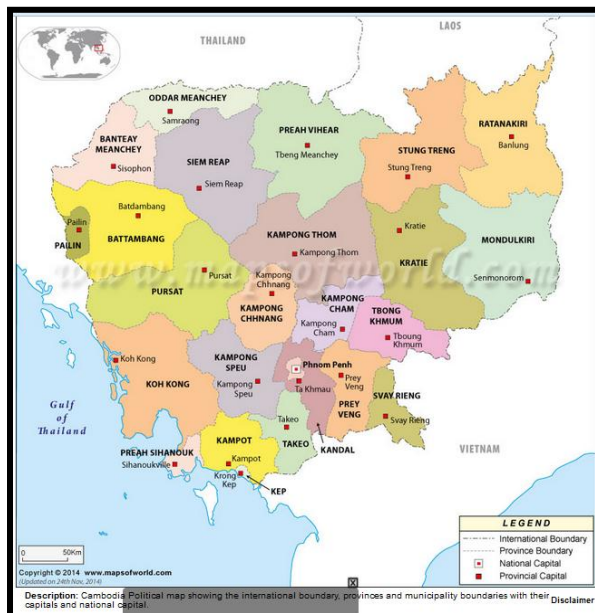 THAILAND
LAOS
ODDAR MEANCHEY
Samraong
BANTEAY
MEANCHEY
Sisophon
SIEM REAP
Siem Reap
PREAH VIHEAR
Tbeng Meanchey
STUNG TRENG
Stung Treng
RATANAKIRI
Banlung
Batdambang
BATTAMBANG
Pailin
PAILIN
KAMPONG THOM
Kampong Thom
Kratie
KRATIE
MONDULKIRI
Senmonorom
www.mapsofworld.com
Pursat
PURSAT
Kampong
Chhnang
KAMPONG
CHHNANG
KAMPONG
CHAM
Kampong
Cham
TBONG
KHMUM
Tboung
Khmum
Koh Kong
KOH KONG
KAMPONG
SPEU
Kampong
Speu
Phnom Penh
Ta Khmau
Prey
Veng
PREY
VENG
SVAY RIENG
Svay Rieng
Gulf
of
Thailand
PREAH SIHANOUK
Sihanoukville
KAMPOT
Kampot
Takeo
TAKEO
KANDAL
Krong
Kep
KEP
VIETNAM
LEGEND
International Boundary
Province Boundary
National Capital
Provincial Capital
0 50Km
Copyright © 2014 www.mapsofworld.com
(Updated on 24th Nov, 2014)
X
Description: Cambodia Political map showing the international boundary, provinces and municipality boundaries with their
capitals and national capital.
Disclaimer